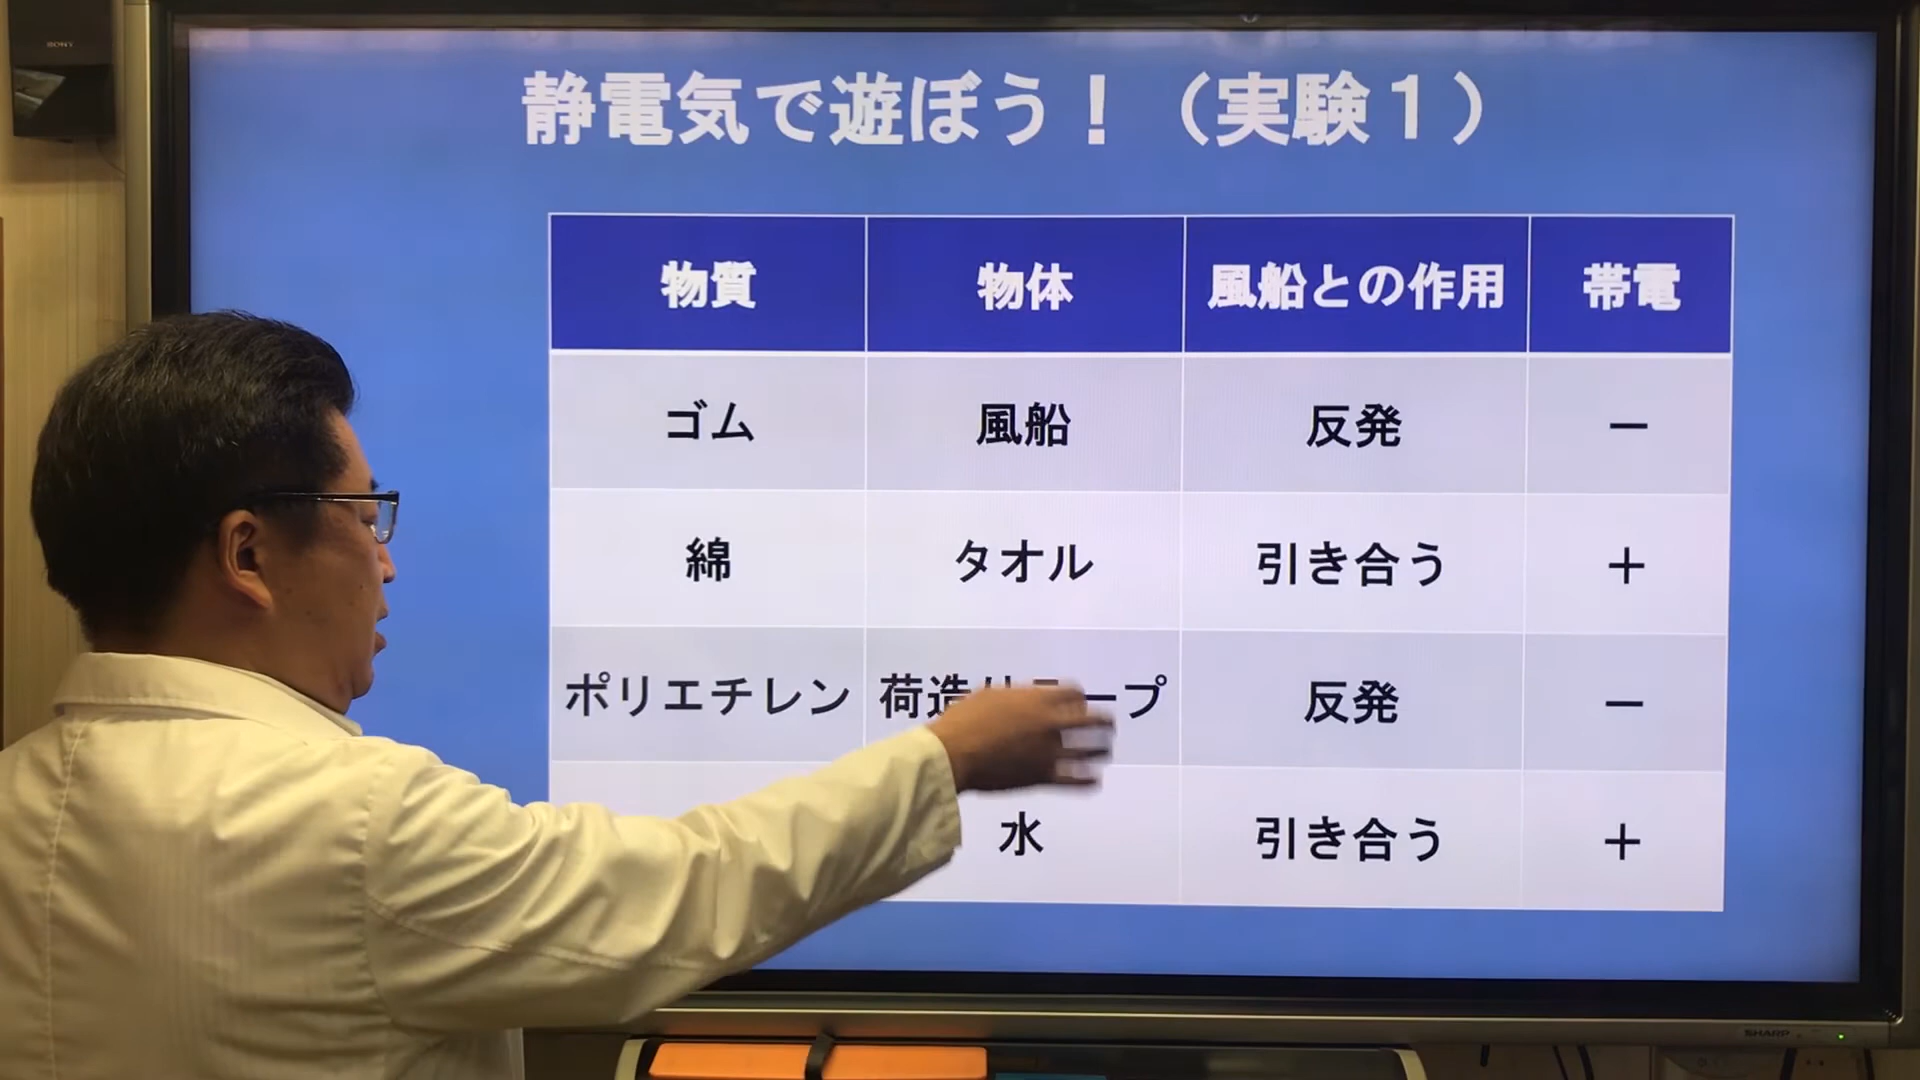 SONY
静電気で遊ぼう！（実験１）
物質 物体 風船との作用 帯電
ゴム 風船 反発 －
綿 タオル 引き合う ＋
ポリエチレン 荷造 ープ 反発 －
水 引き合う ＋
SHARP